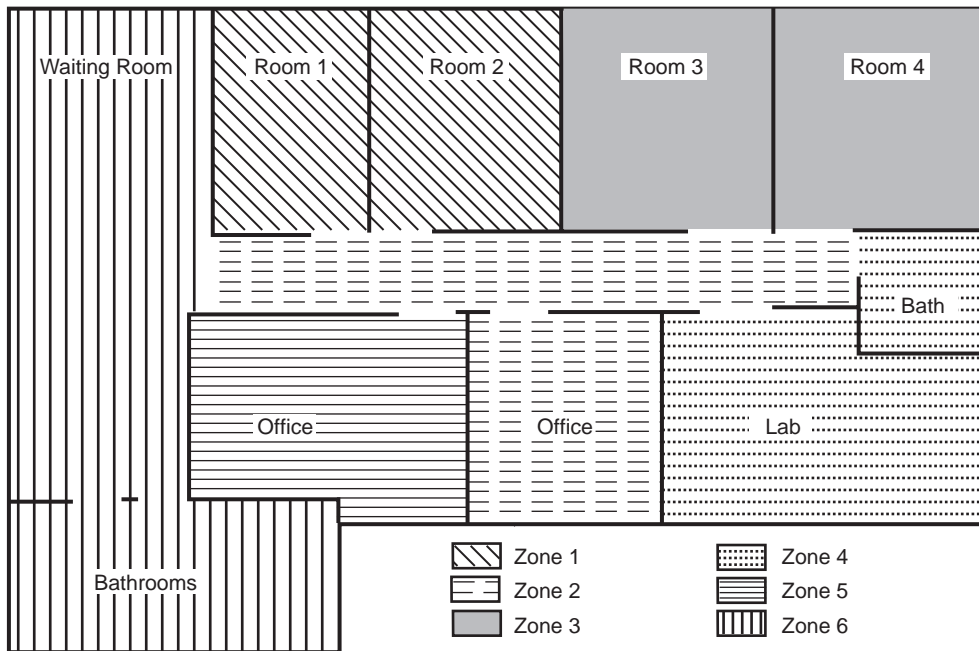 Waiting Room
Room 1
Room 2
Room 3
Room 4
Bath
Office
Office
Lab
Bathrooms
Zone 1
Zone 2
Zone 3
Zone 4
Zone 5
Zone 6